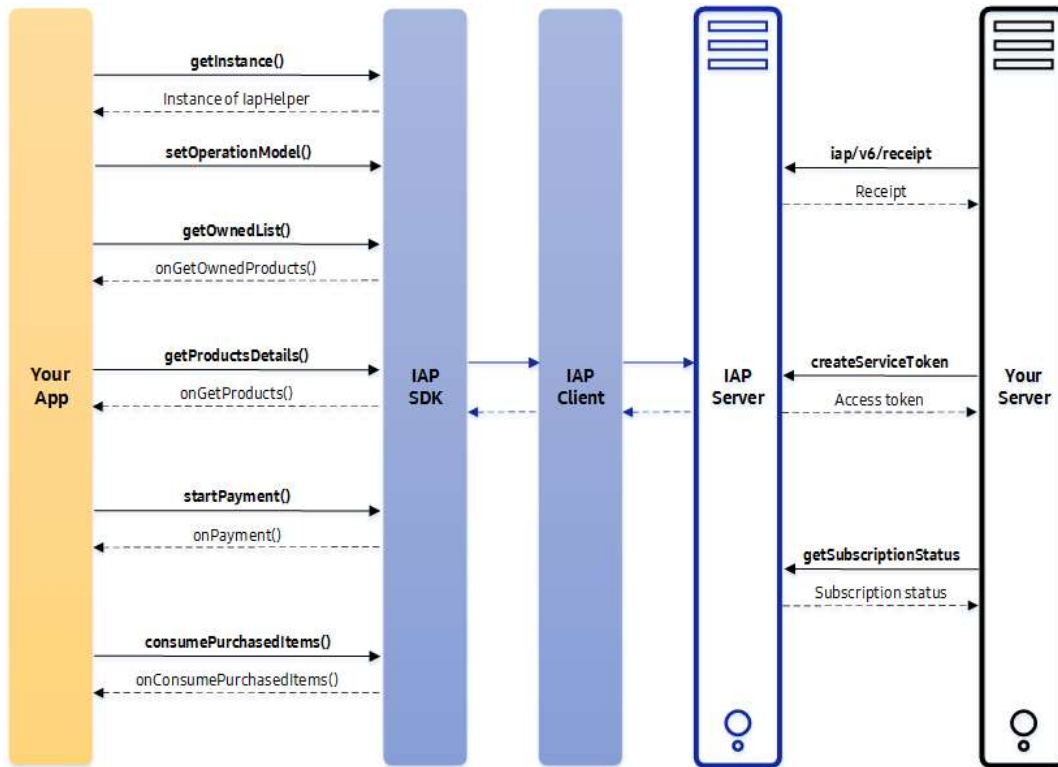 getInstance()
Instance of IapHelper
setOperationModel()
iap/v6/receipt
Receipt
getOwnedList()
onGetOwnedProducts()
getProductsDetails()
createServiceToken
Your
App
onGetProducts()
IAP
SDK
IAP
Client
IAP
Server
Access token
Your
Server
startPayment()
onPayment()
getSubscriptionStatus
Subscription status
consumePurchasedItems()
onConsumePurchasedItems()